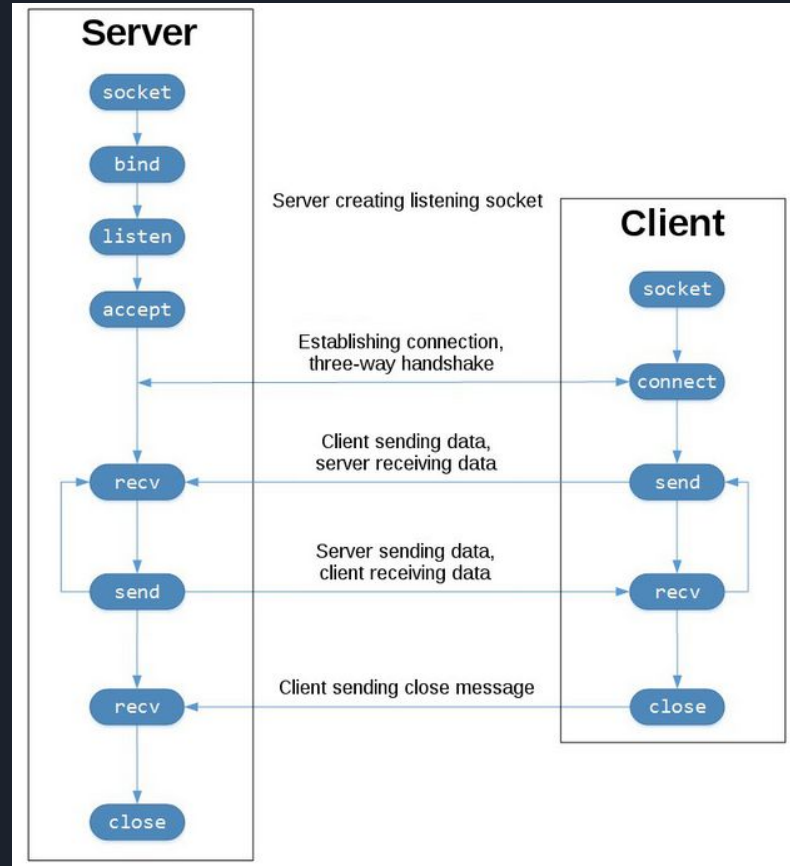 Server
socket
bind
listen
accept
recv
send
recv
close
Server creating listening socket
Establishing connection,
three-way handshake
Client sending data,
server receiving data
Server sending data,
client receiving data
Client sending close message
Client
socket
connect
send
recv
close